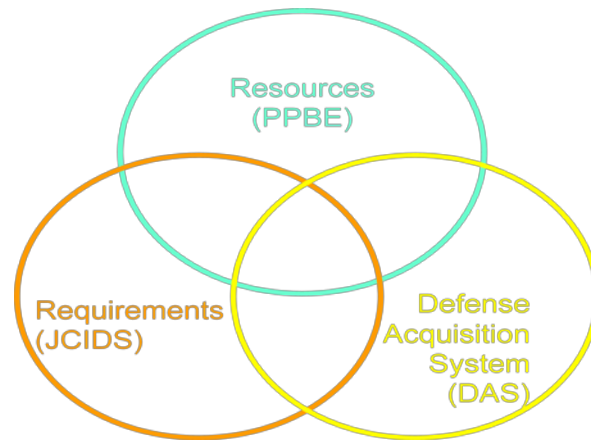 Resources
(PPBE)
Requirements
(JCIDS)
Defense
Acquisition
System
(DAS)